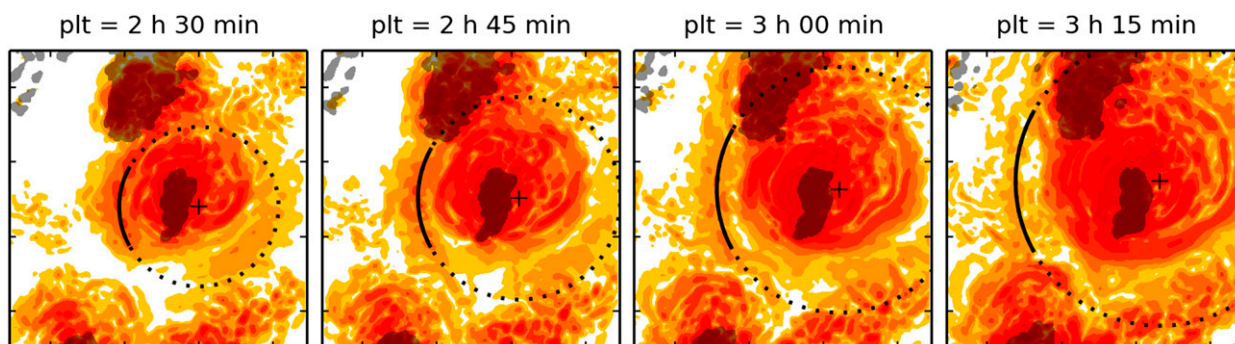 plt = 2 h 30 min
plt = 2 h 45 min
plt = 3 h 00 min
plt = 3 h 15 min